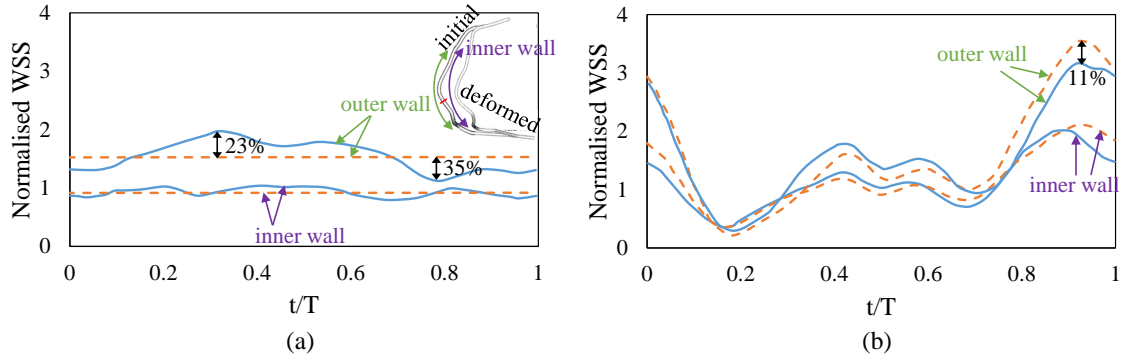 4
3
2
1
0
Normalised WSS
initial
inner wall
deformed
outer wall
23%
35%
inner wall
0
0.2
0.4
0.6
0.8
1
t/T
(a)
4
3
2
1
0
Normalised WSS
outer wall
11%
inner wall
0
0.2
0.4
0.6
0.8
1
t/T
(b)